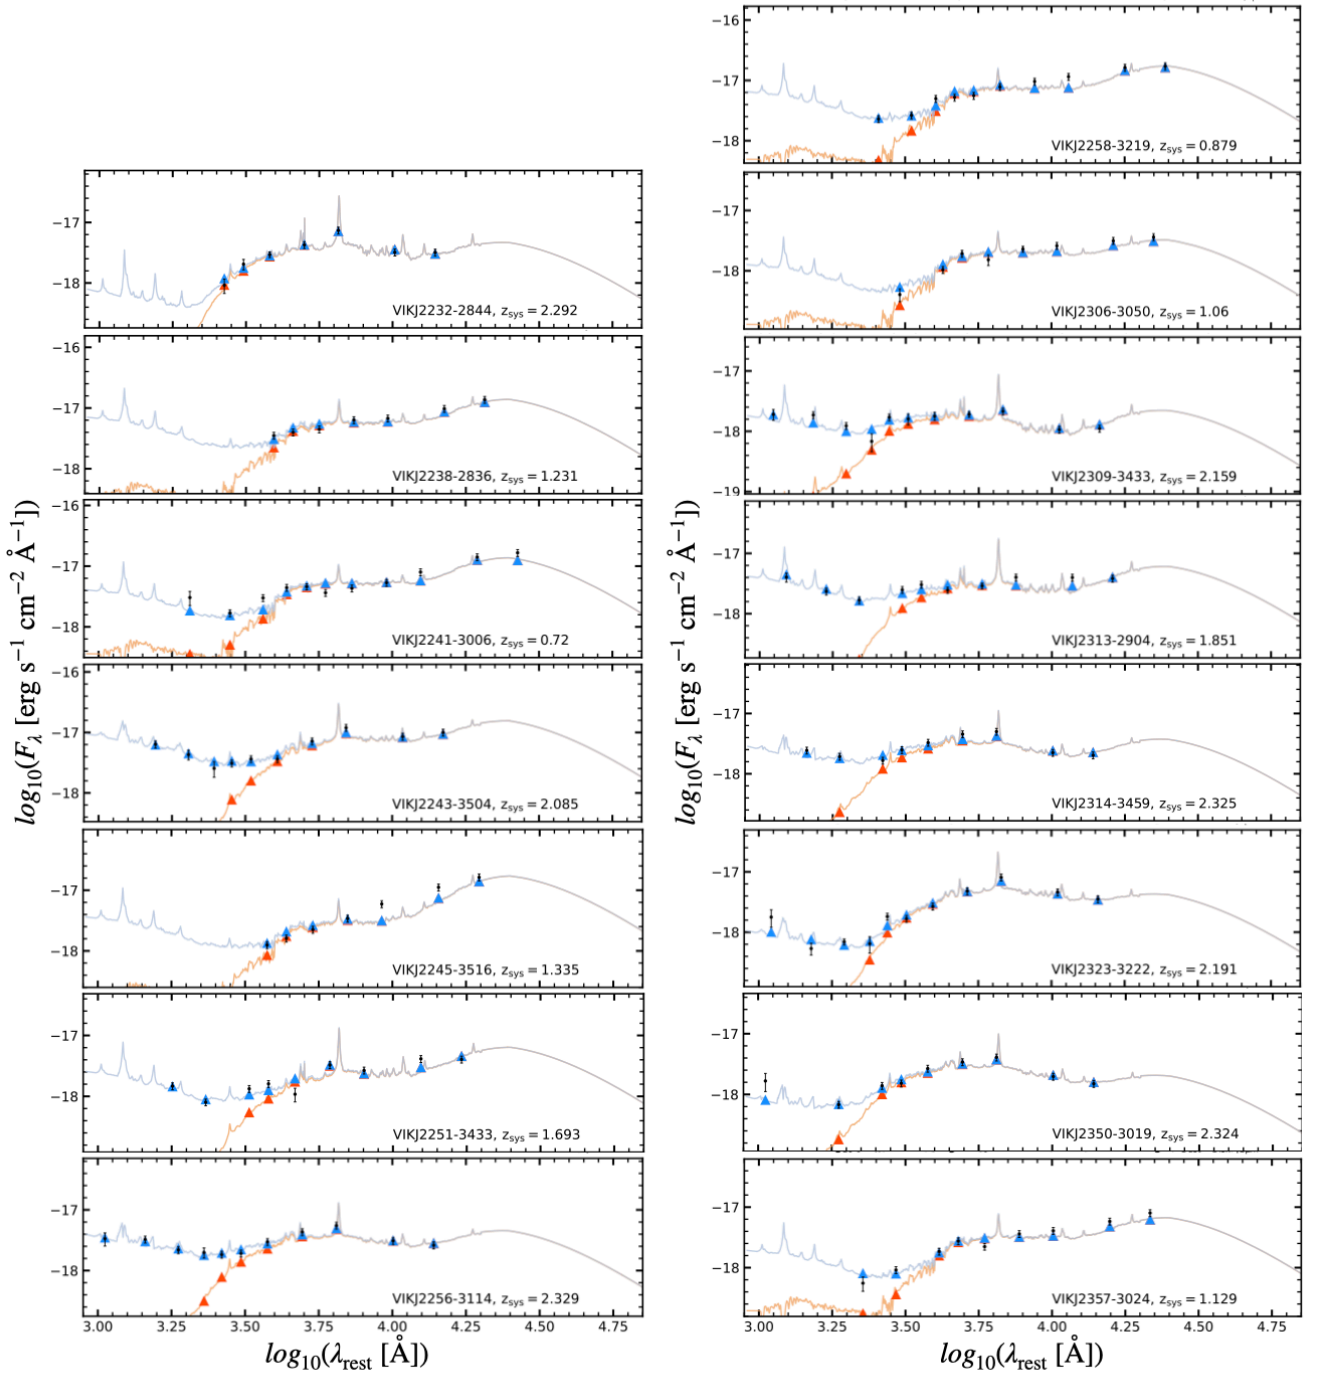 −17
−18
VIKJ2232-2844, zsys = 2.292
−16
−17
−18
VIKJ2238-2836, zsys = 1.231
−16
−17
−18
VIKJ2241-3006, zsys = 0.72
−16
−17
−18
VIKJ2243-3504, zsys = 2.085
−17
−18
VIKJ2245-3516, zsys = 1.335
−17
−18
VIKJ2251-3433, zsys = 1.693
−17
−18
VIKJ2256-3114, zsys = 2.329
3.00 3.25 3.50 3.75 4.00 4.25 4.50 4.75
log10(λrest [Å])
log10(Fλ [erg s−1 cm−2 Å−1])
−16
−17
−18
VIKJ2258-3219, zsys = 0.879
−17
−18
VIKJ2306-3050, zsys = 1.06
−17
−18
−19
VIKJ2309-3433, zsys = 2.159
−17
−18
VIKJ2313-2904, zsys = 1.851
−17
−18
VIKJ2314-3459, zsys = 2.325
−17
−18
VIKJ2323-3222, zsys = 2.191
−17
−18
VIKJ2350-3019, zsys = 2.324
−17
−18
VIKJ2357-3024, zsys = 1.129
3.00 3.25 3.50 3.75 4.00 4.25 4.50 4.75
log10(λrest [Å])
log10(Fλ [erg s−1 cm−2 Å−1])